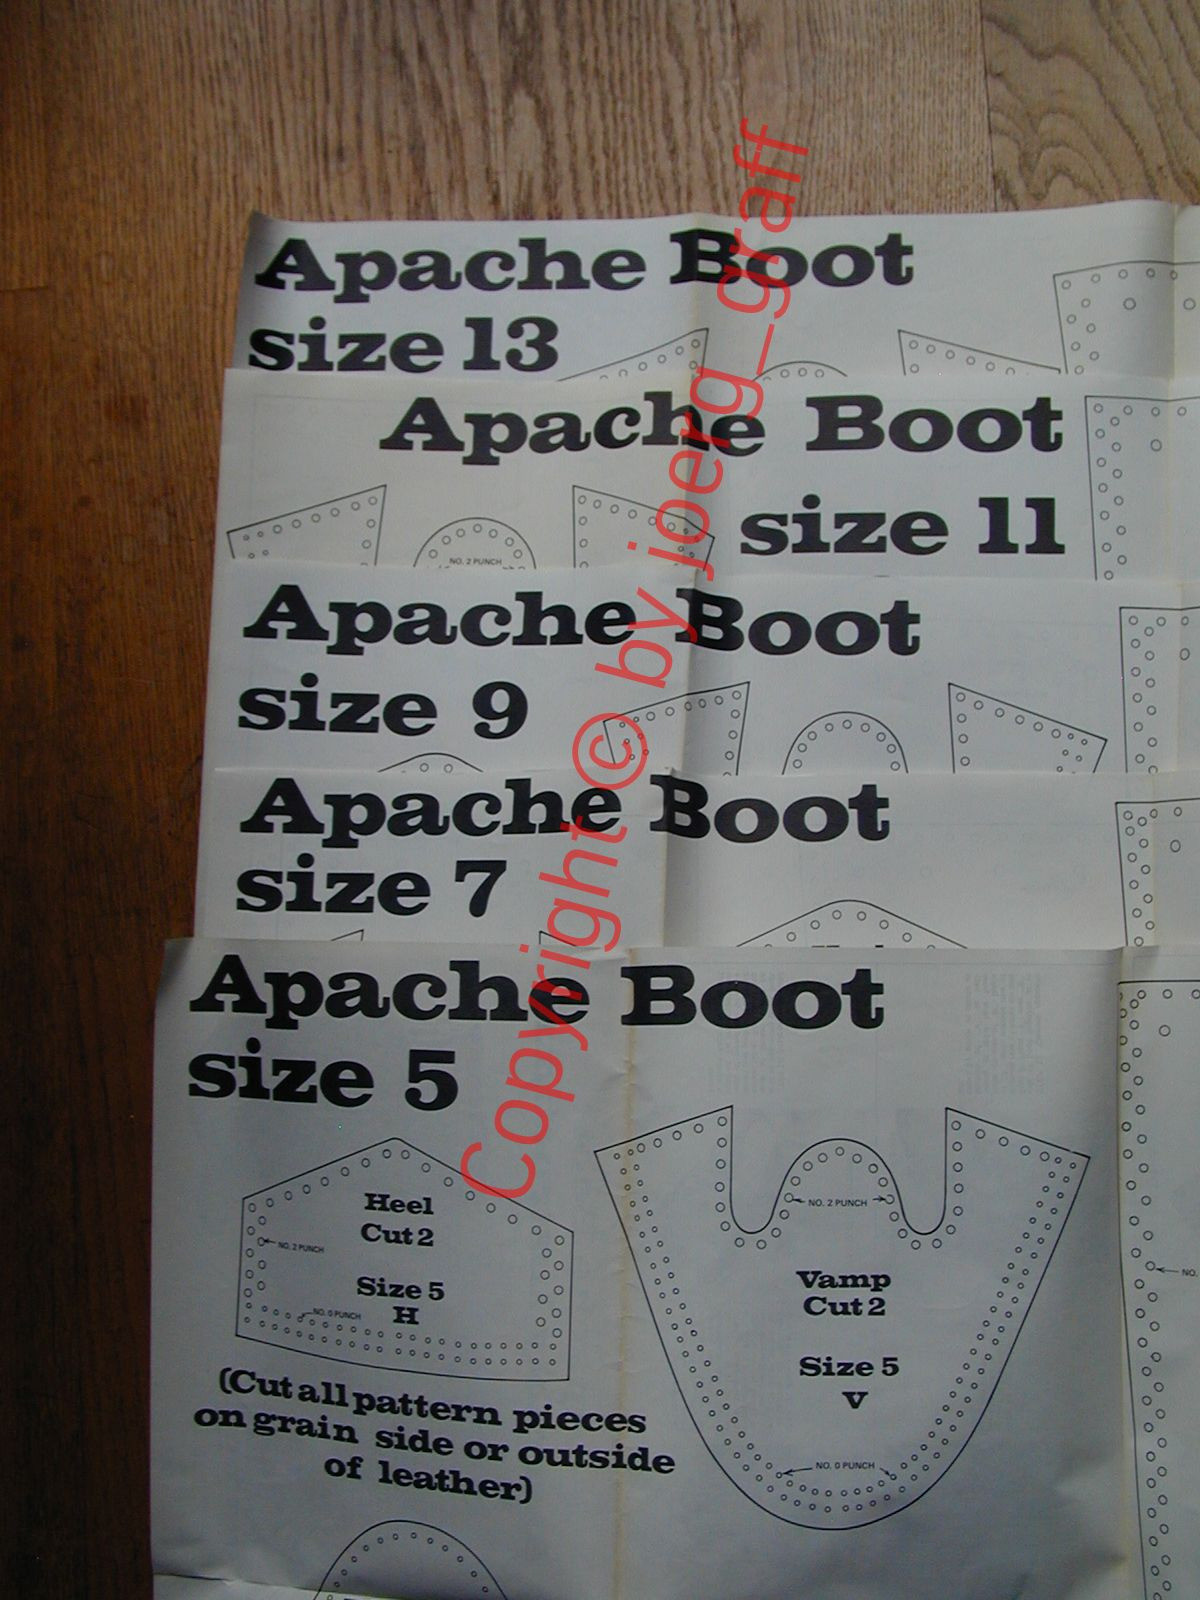 Apache Boot
size 13
Apache Boot
size 11
NO. 2 PUNCH
Apache Boot
size 9
Apache Boot
size 7
Apache Boot
size 5
Heel
Cut 2
NO. 2 PUNCH
Size 5
H
NO. 0 PUNCH
(Cut all pattern pieces
on grain side or outside
of leather)
NO. 2 PUNCH
Vamp
Cut 2
Size 5
V
NO. 0 PUNCH
NO.
Copyright © by joerg_graff